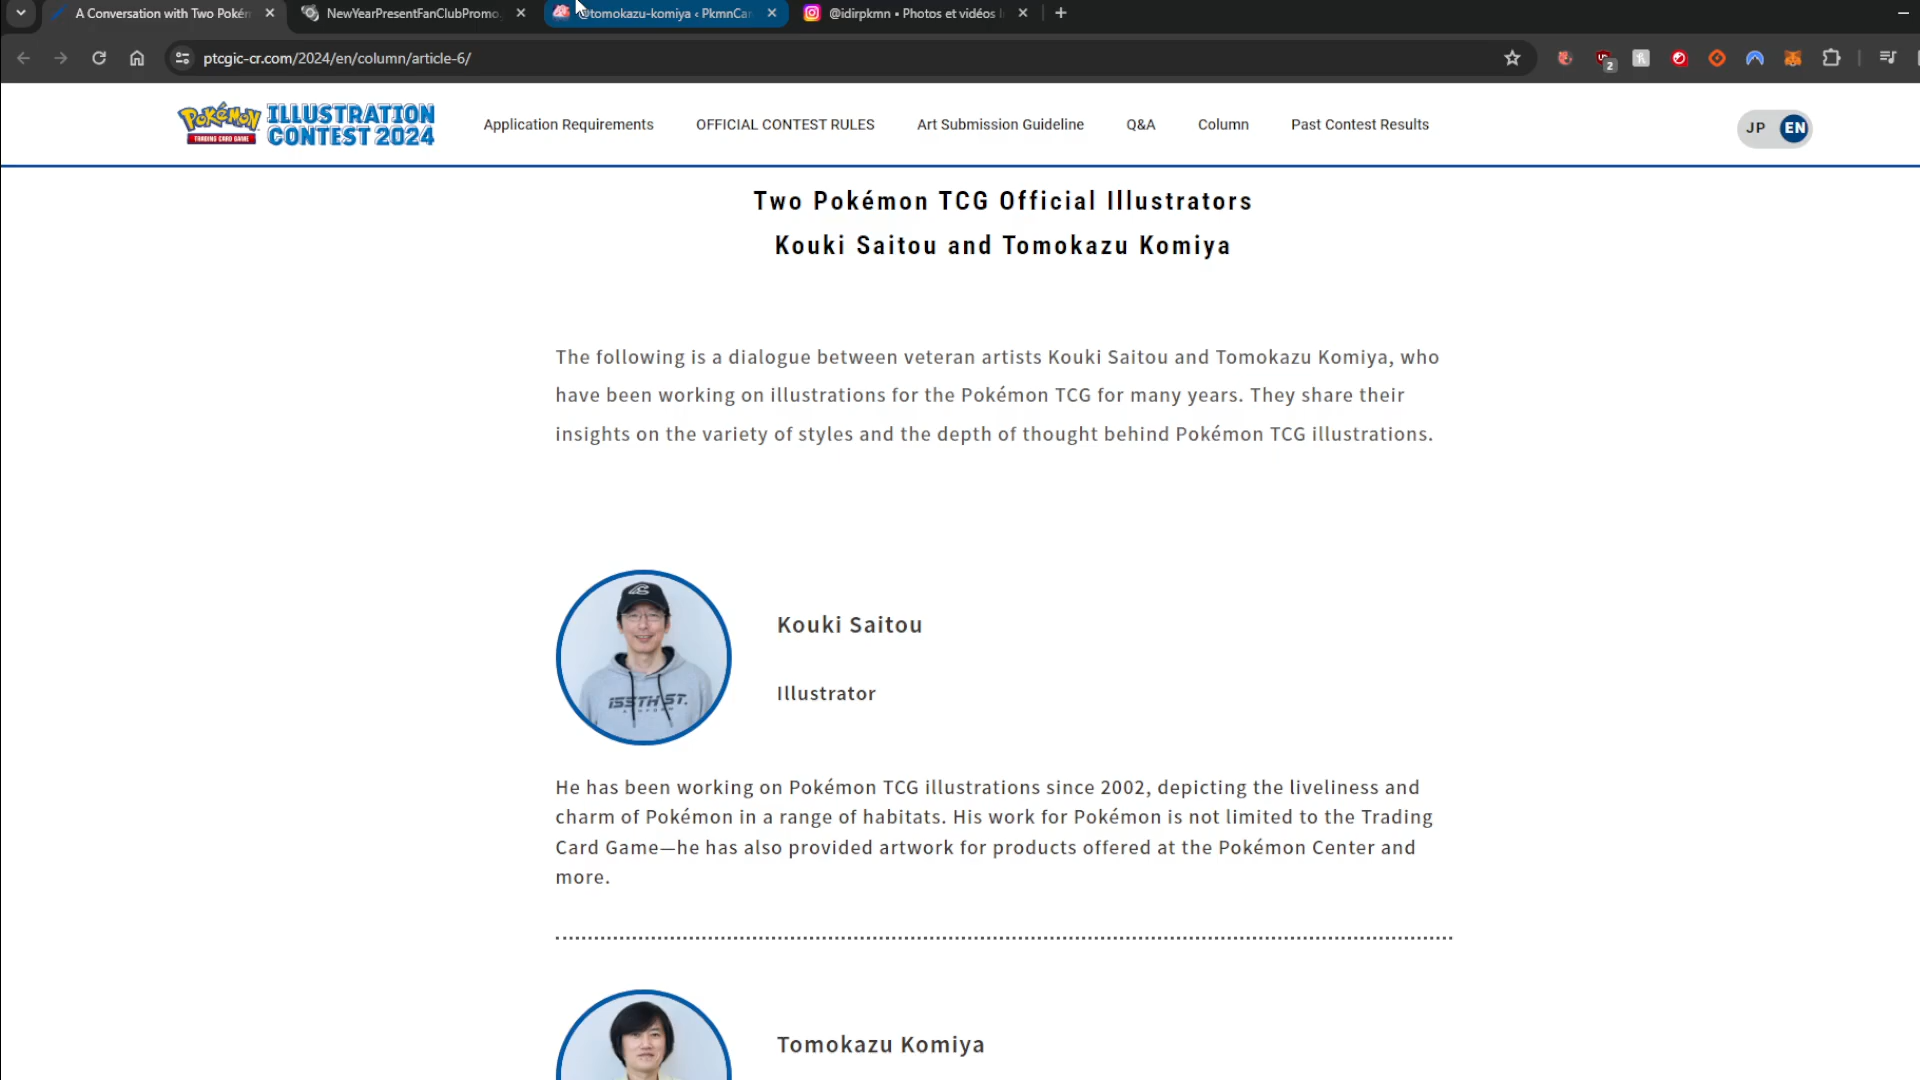 A Conversation with Two Pokém
NewYearPresentFanClubPromo.
@tomokazu-komiya ‹ PkmnCar
@idirpkmn • Photos et vidéos I
ptcgic-cr.com/2024/en/column/article-6/
2
Pokémon
TRADING CARD GAME
ILLUSTRATION
CONTEST 2024
Application Requirements
OFFICIAL CONTEST RULES
Art Submission Guideline
Q&A
Column
Past Contest Results
JP
EN
Two Pokémon TCG Official Illustrators
Kouki Saitou and Tomokazu Komiya
The following is a dialogue between veteran artists Kouki Saitou and Tomokazu Komiya, who
have been working on illustrations for the Pokémon TCG for many years. They share their
insights on the variety of styles and the depth of thought behind Pokémon TCG illustrations.
155TH ST.
Kouki Saitou
Illustrator
He has been working on Pokémon TCG illustrations since 2002, depicting the liveliness and
charm of Pokémon in a range of habitats. His work for Pokémon is not limited to the Trading
Card Game—he has also provided artwork for products offered at the Pokémon Center and
more.
Tomokazu Komiya